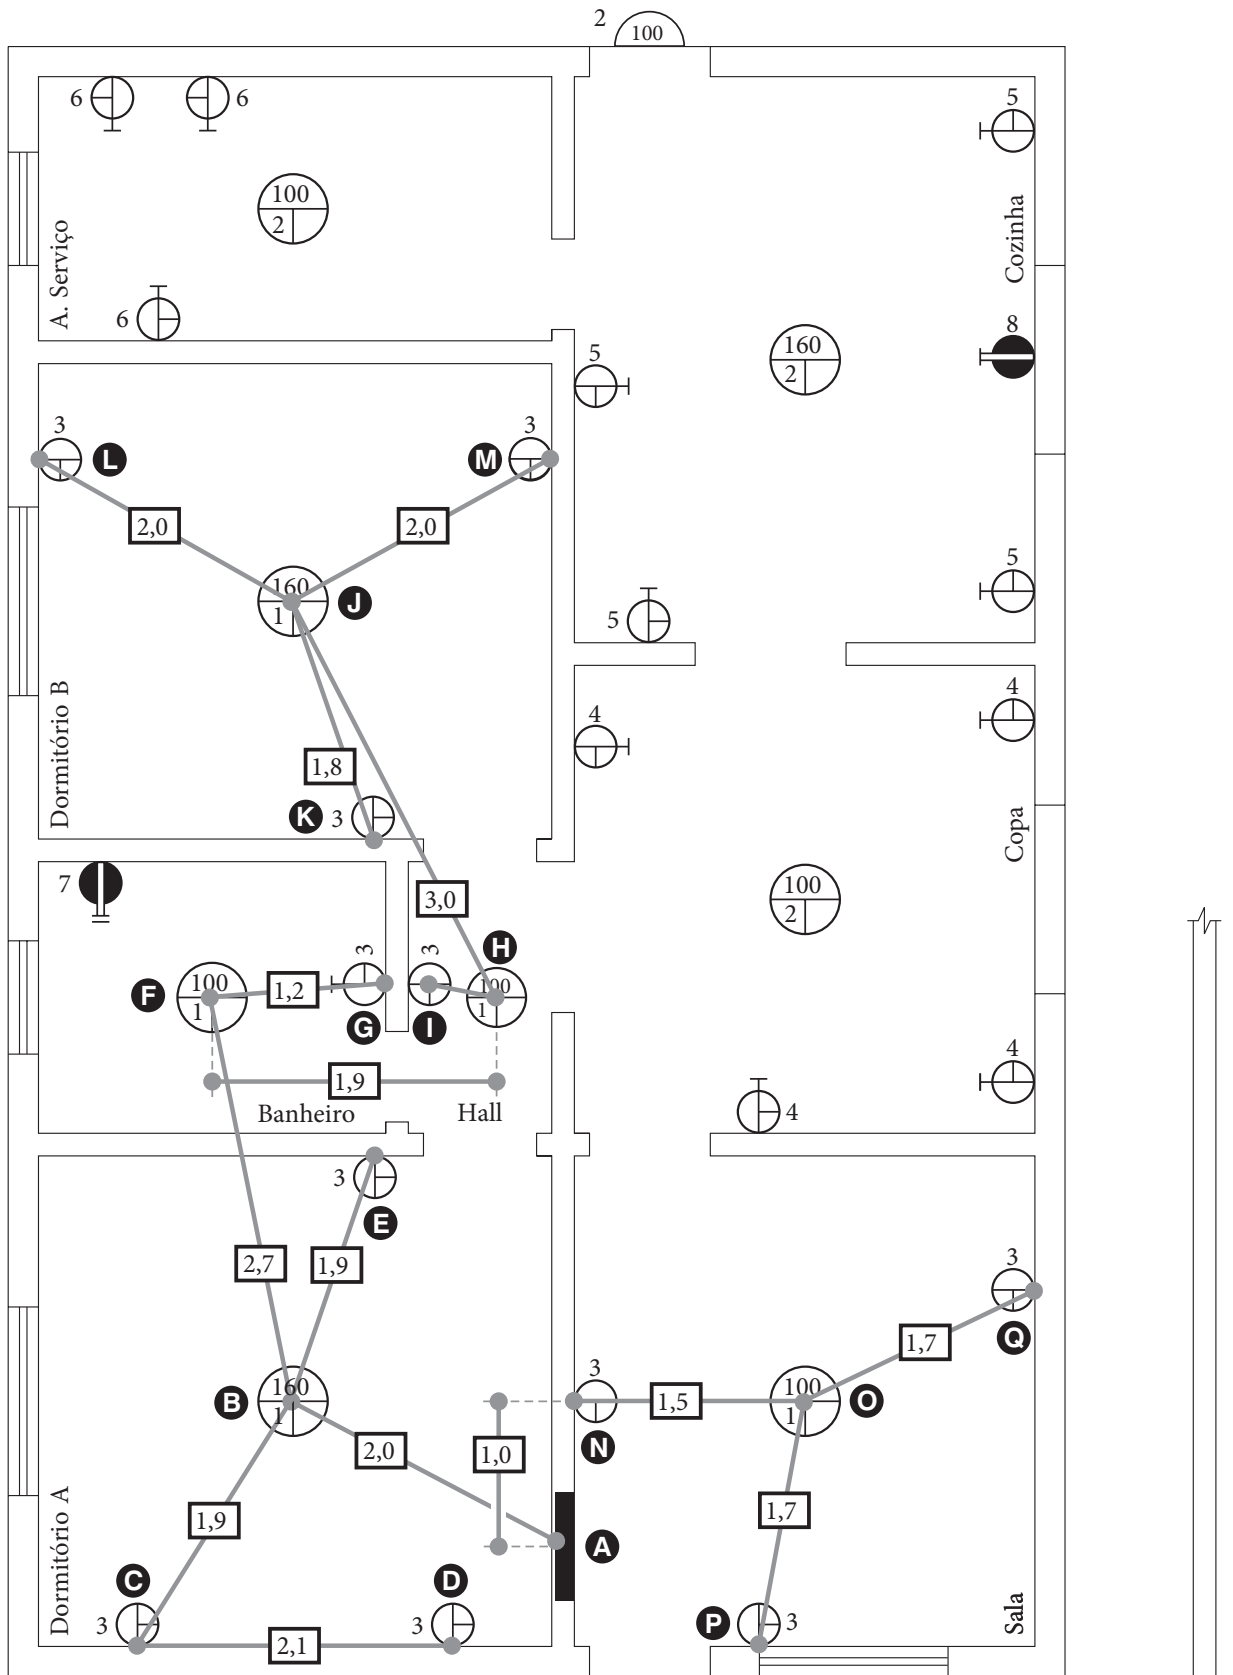 2
100
6
6
5
100
2
A. Serviço
Cozinha
6
8
5
160
2
3
L
M
3
2,0
2,0
5
160
1
J
5
Dormitório B
4
4
1,8
K
3
Copa
7
3,0
100
2
H
3
3
F
100
1
1,2
100
1
G
I
1,9
4
Banheiro
Hall
4
3
E
2,7
1,9
3
1,7
Q
B
160
1
3
100
1
O
1,5
2,0
1,0
N
1,9
1,7
Dormitório A
A
C
D
3
3
P
3
Sala
2,1